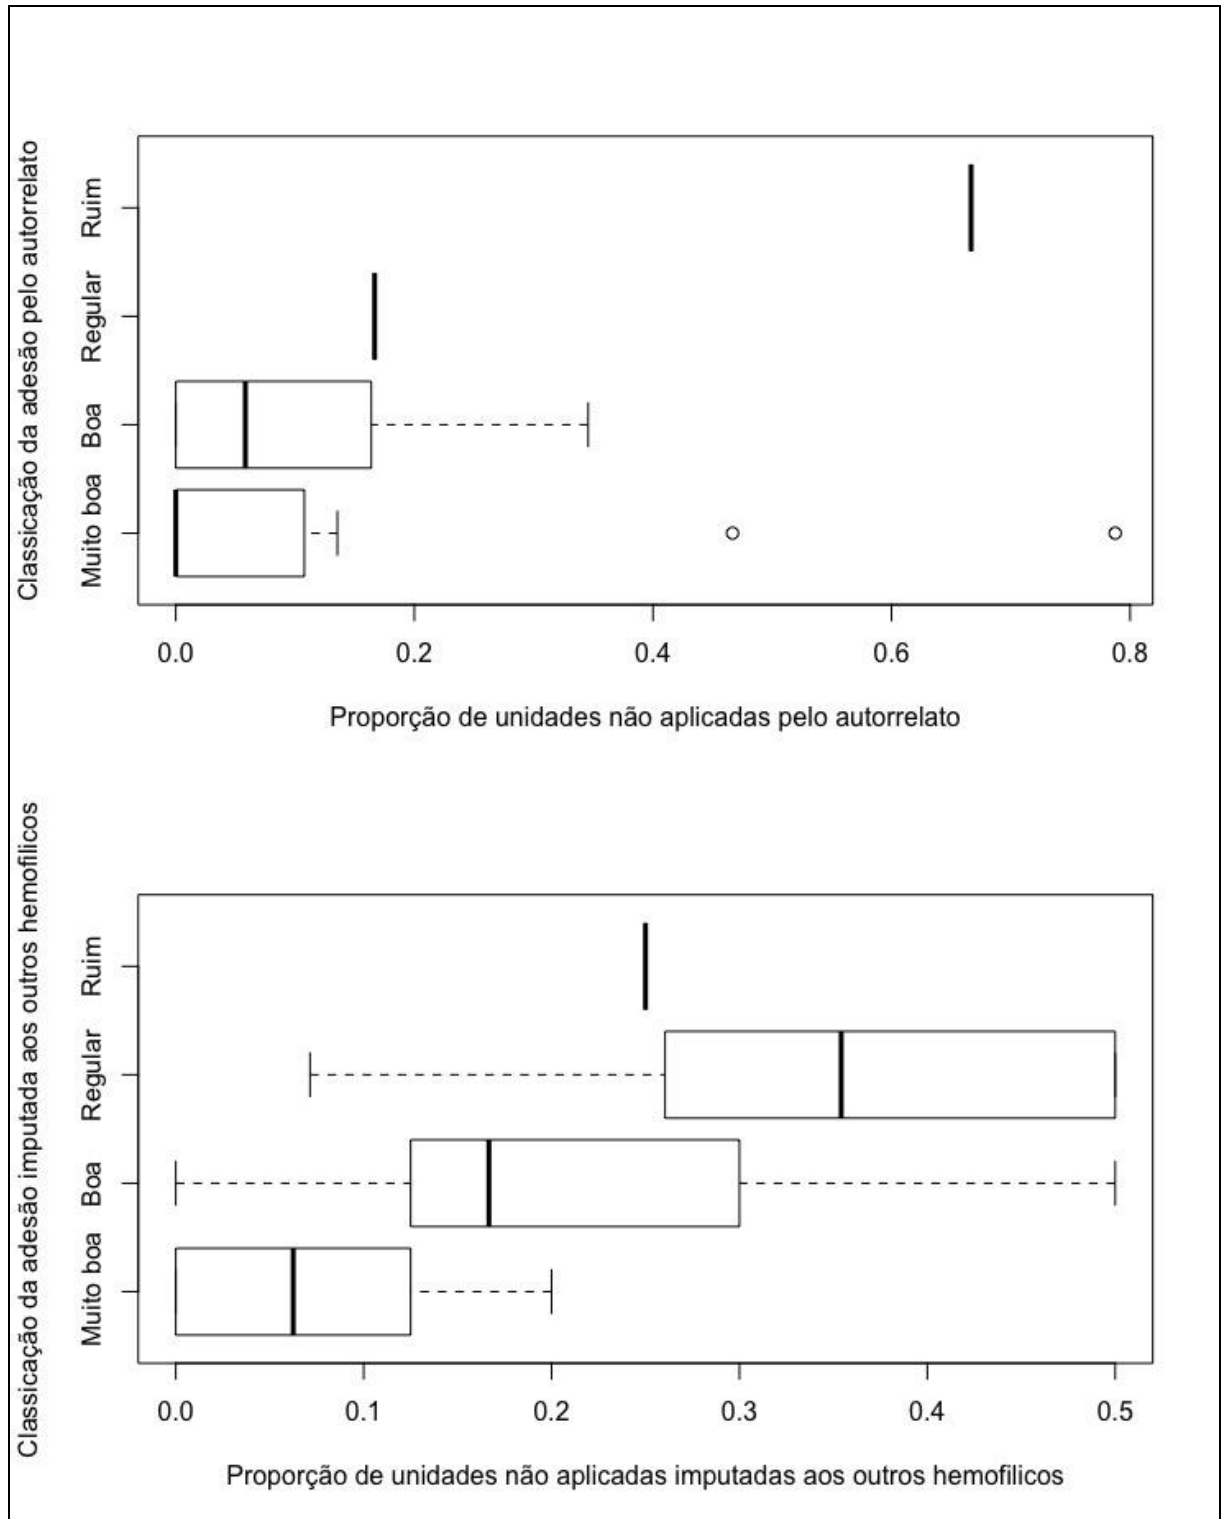 Classicação da adesão pelo autorrelato
Ruim
Regular
Boa
Muito boa
0.0 0.2 0.4 0.6 0.8
Proporção de unidades não aplicadas pelo autorrelato
Classicação da adesão imputada aos outros hemofilicos
Ruim
Regular
Boa
Muito boa
0.0 0.1 0.2 0.3 0.4 0.5
Proporção de unidades não aplicadas imputadas aos outros hemofilicos